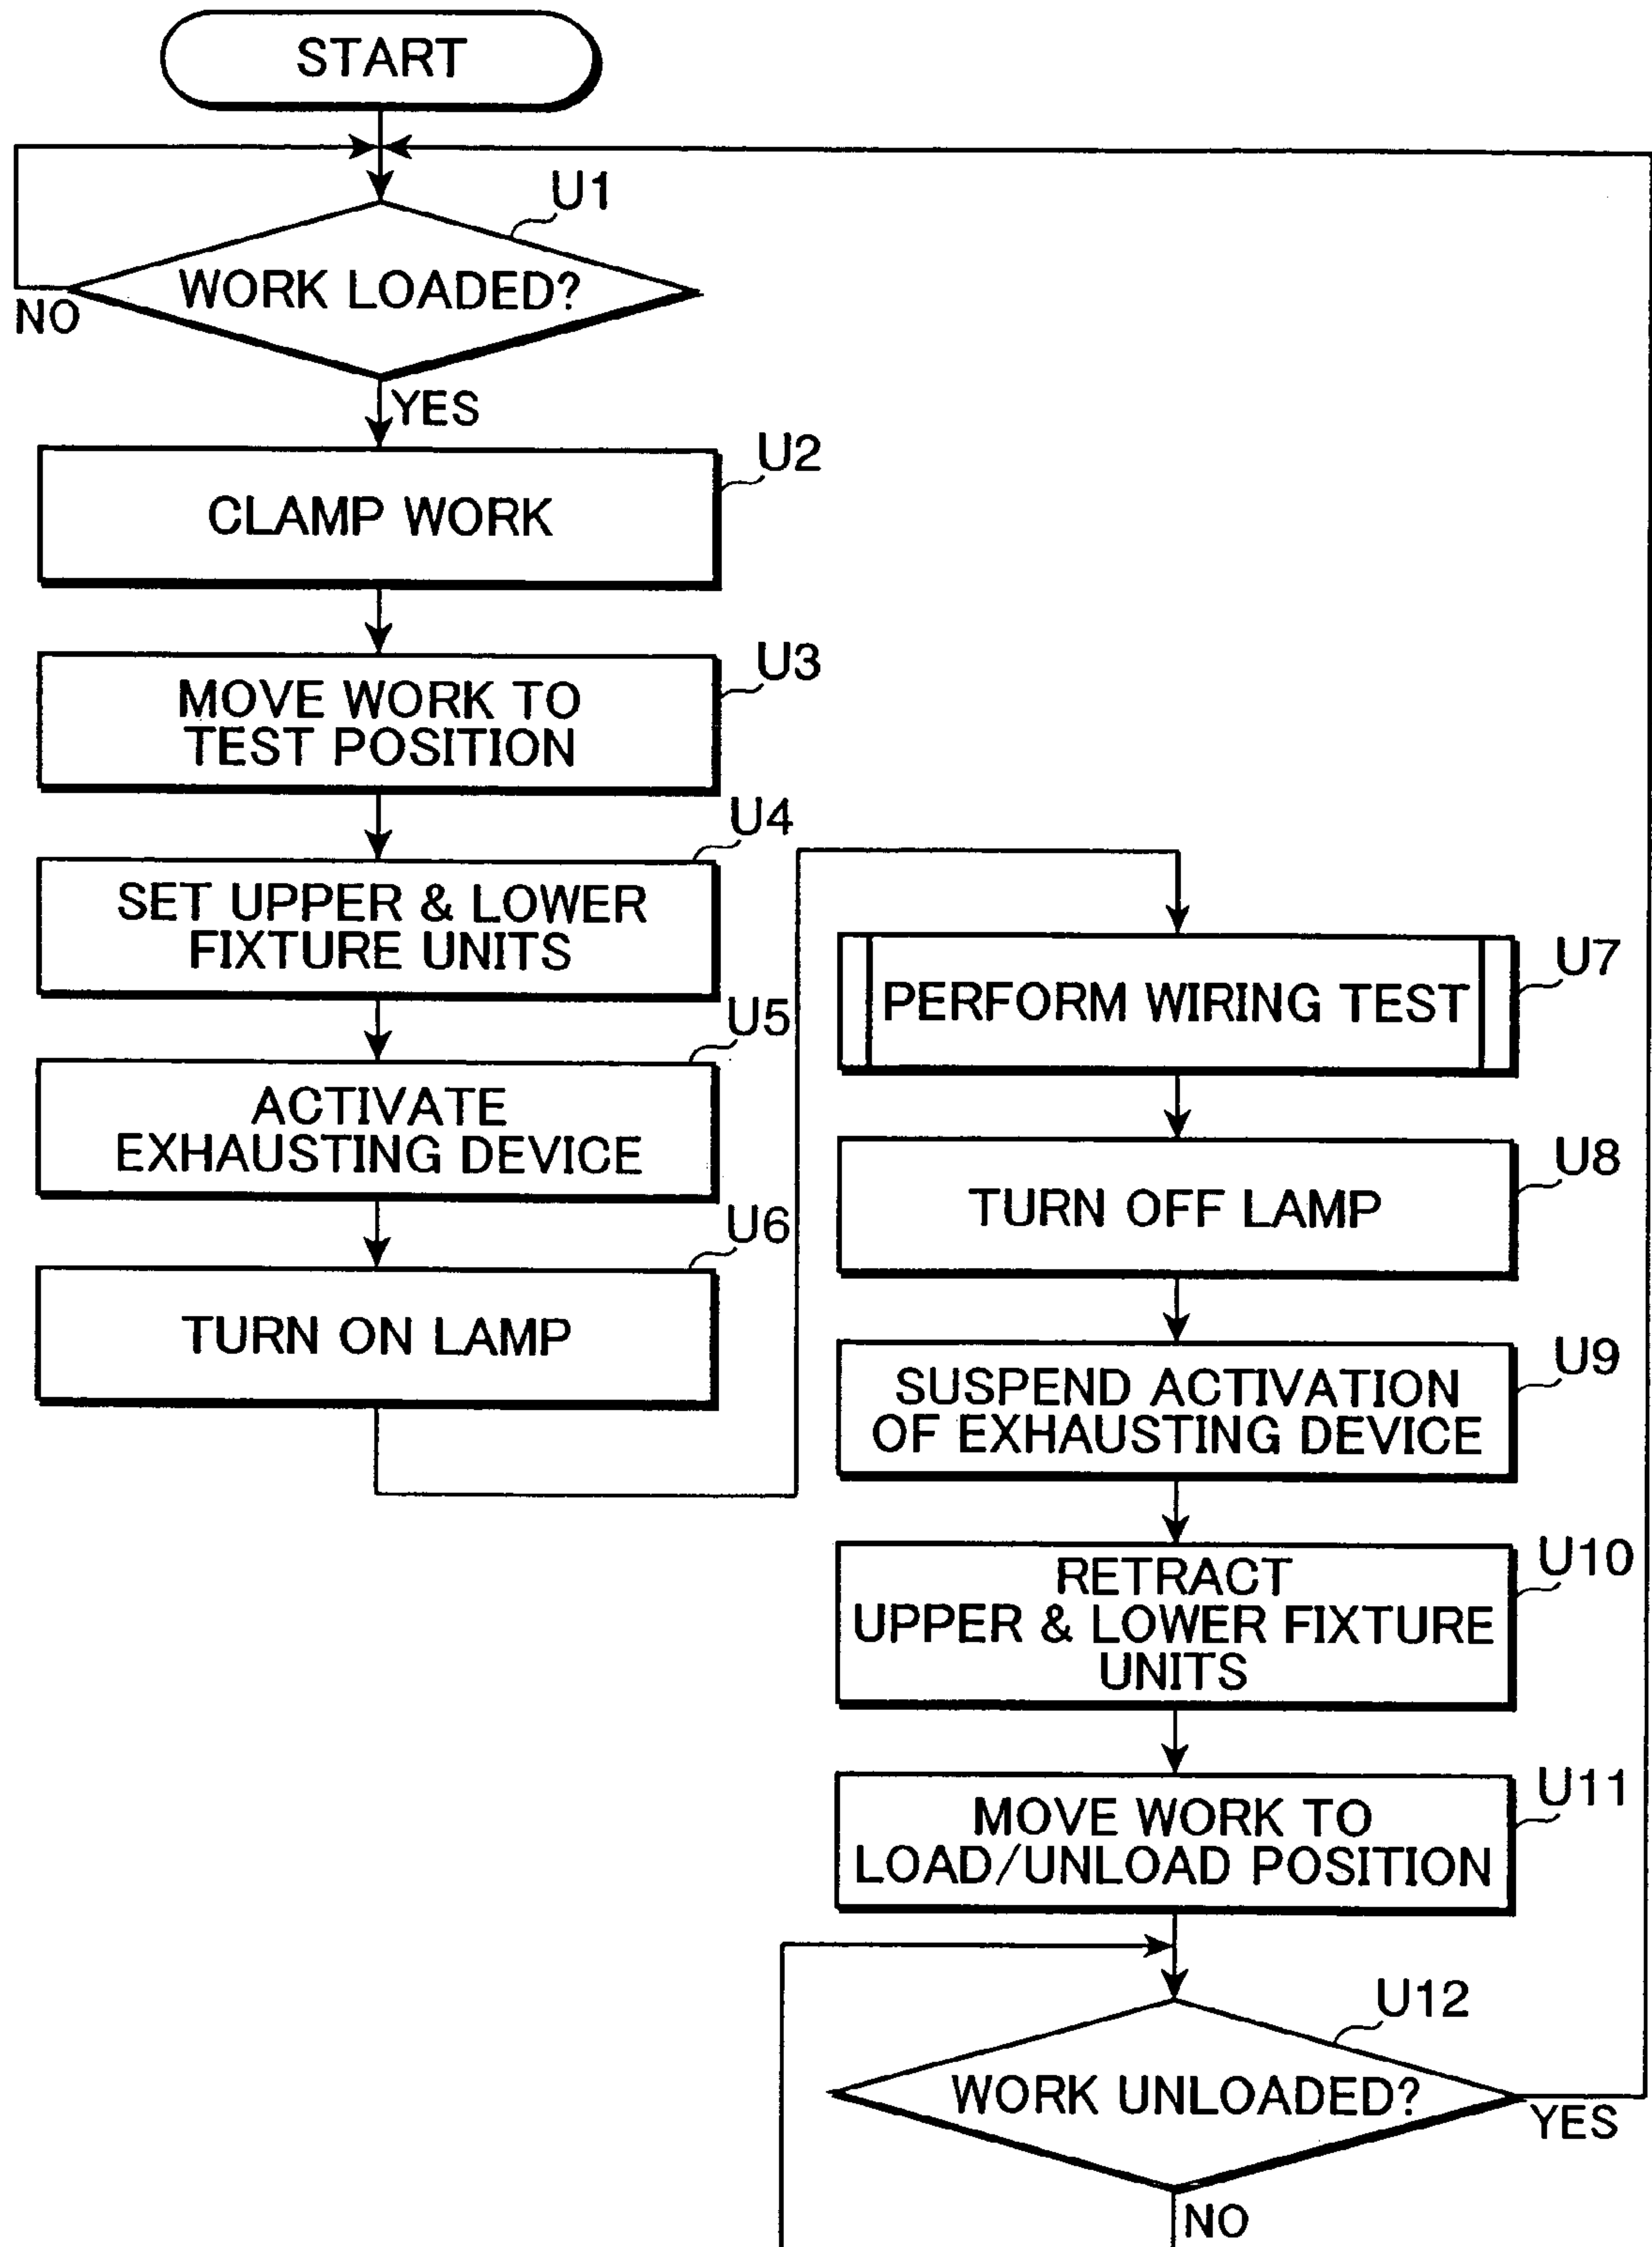 START
U1
WORK LOADED?
NO
YES
U2
CLAMP WORK
U3
MOVE WORK TO
TEST POSITION
U4
SET UPPER & LOWER
FIXTURE UNITS
U5
ACTIVATE
EXHAUSTING DEVICE
U6
TURN ON LAMP
U7
PERFORM WIRING TEST
U8
TURN OFF LAMP
U9
SUSPEND ACTIVATION
OF EXHAUSTING DEVICE
U10
RETRACT
UPPER & LOWER FIXTURE
UNITS
U11
MOVE WORK TO
LOAD/UNLOAD POSITION
U12
WORK UNLOADED?
YES
NO